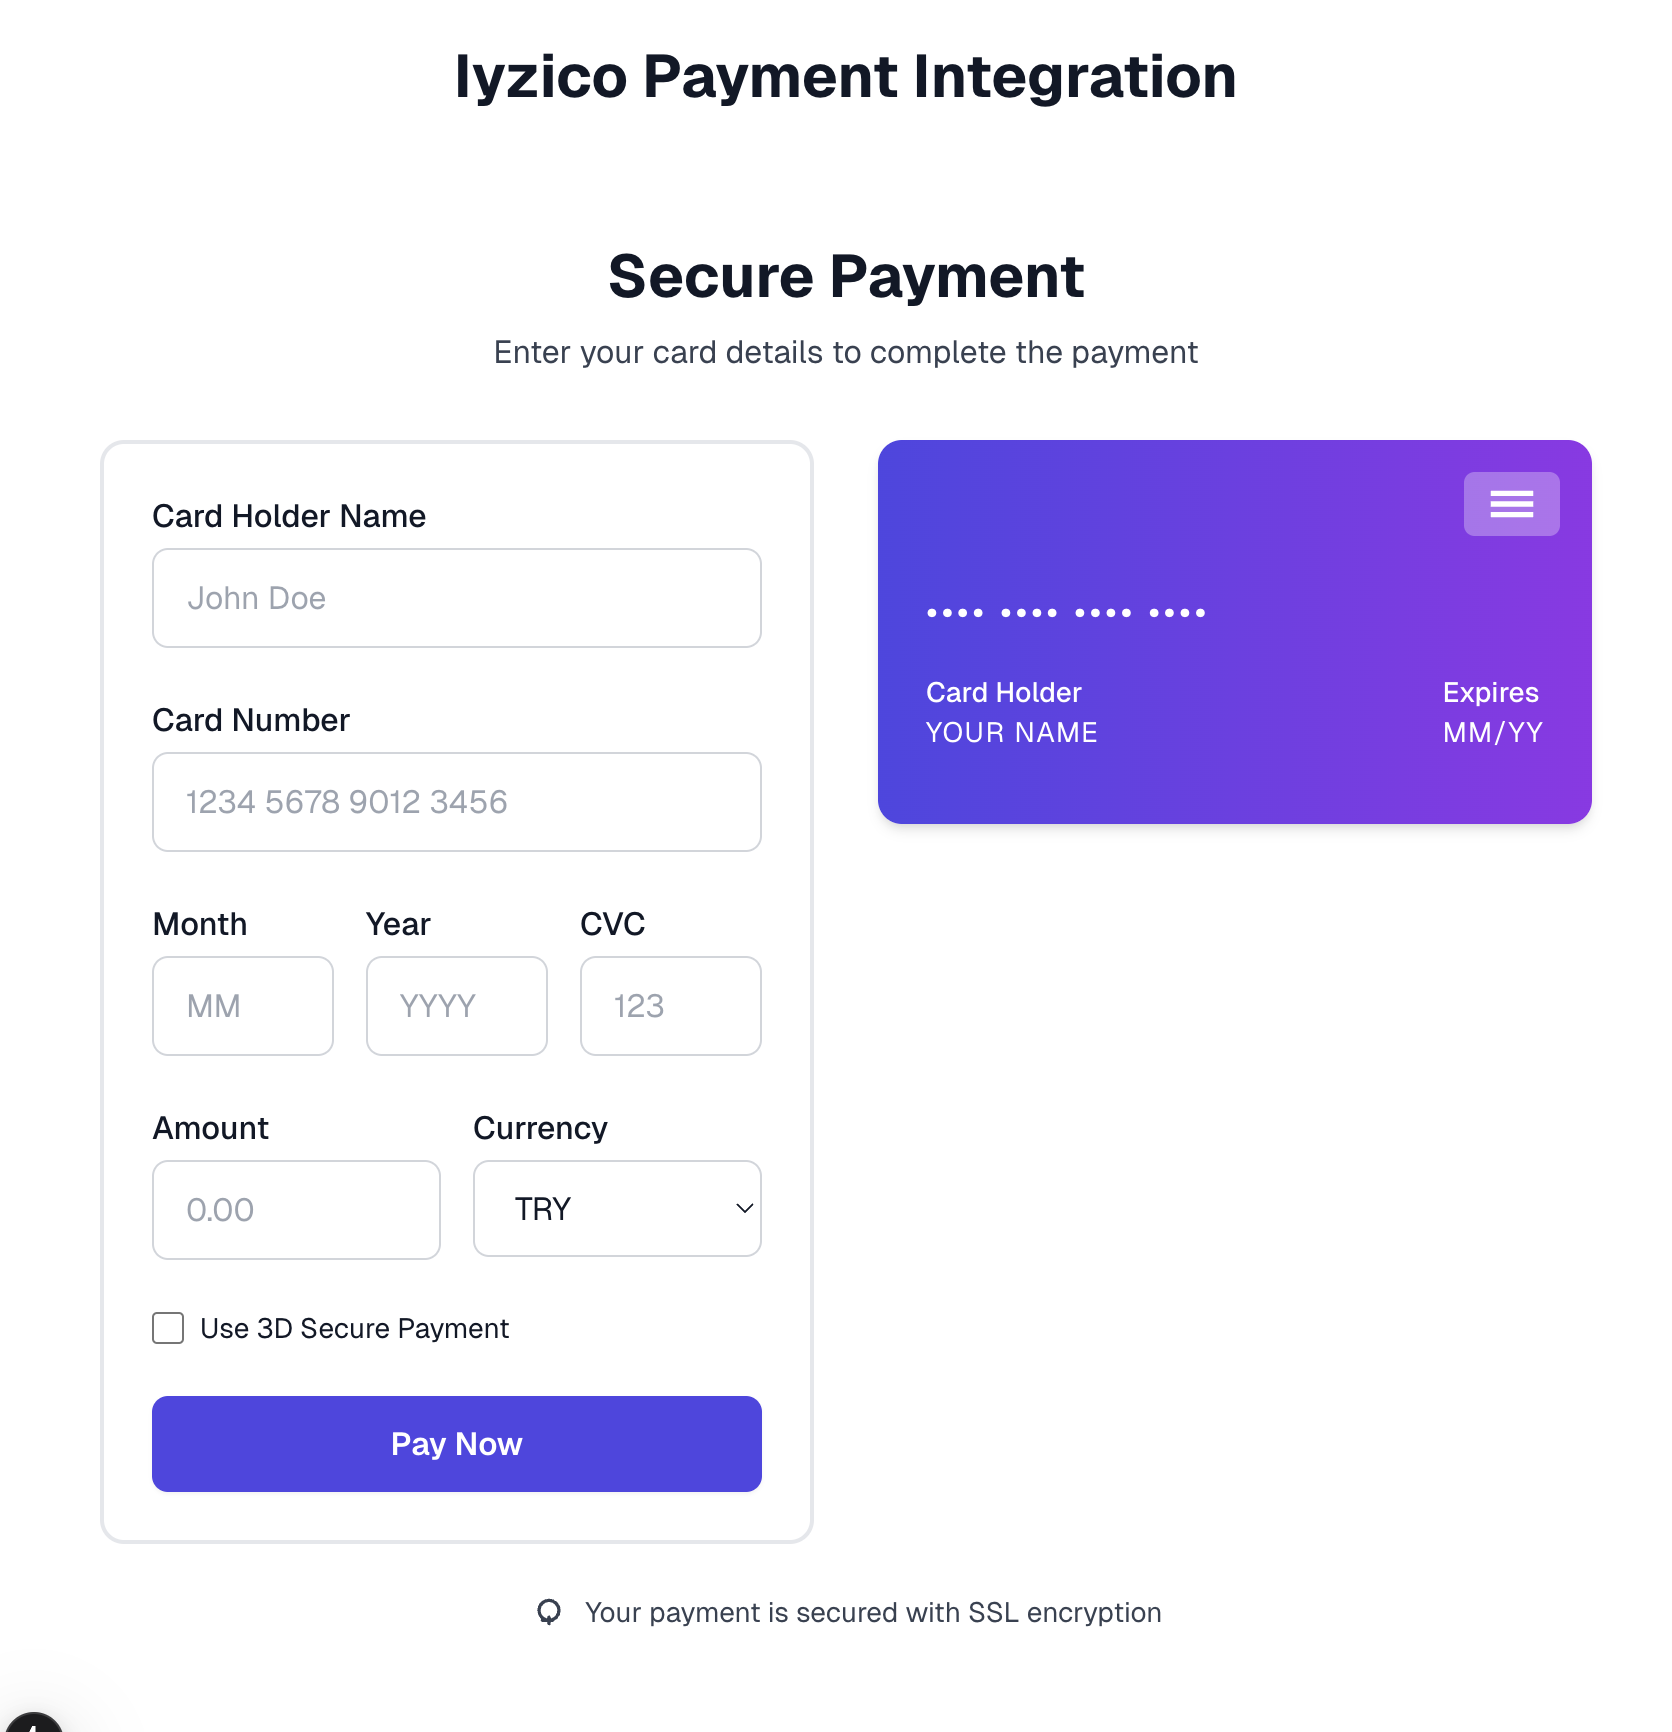 Iyzico Payment Integration
Secure Payment
Enter your card details to complete the payment
Card Holder Name
John Doe
Card Number
1234 5678 9012 3456
Month Year CVC
MM YYYY 123
Amount Currency
0.00 TRY
Use 3D Secure Payment
Pay Now
•••• •••• •••• ••••
Card Holder Expires
YOUR NAME MM/YY
Your payment is secured with SSL encryption